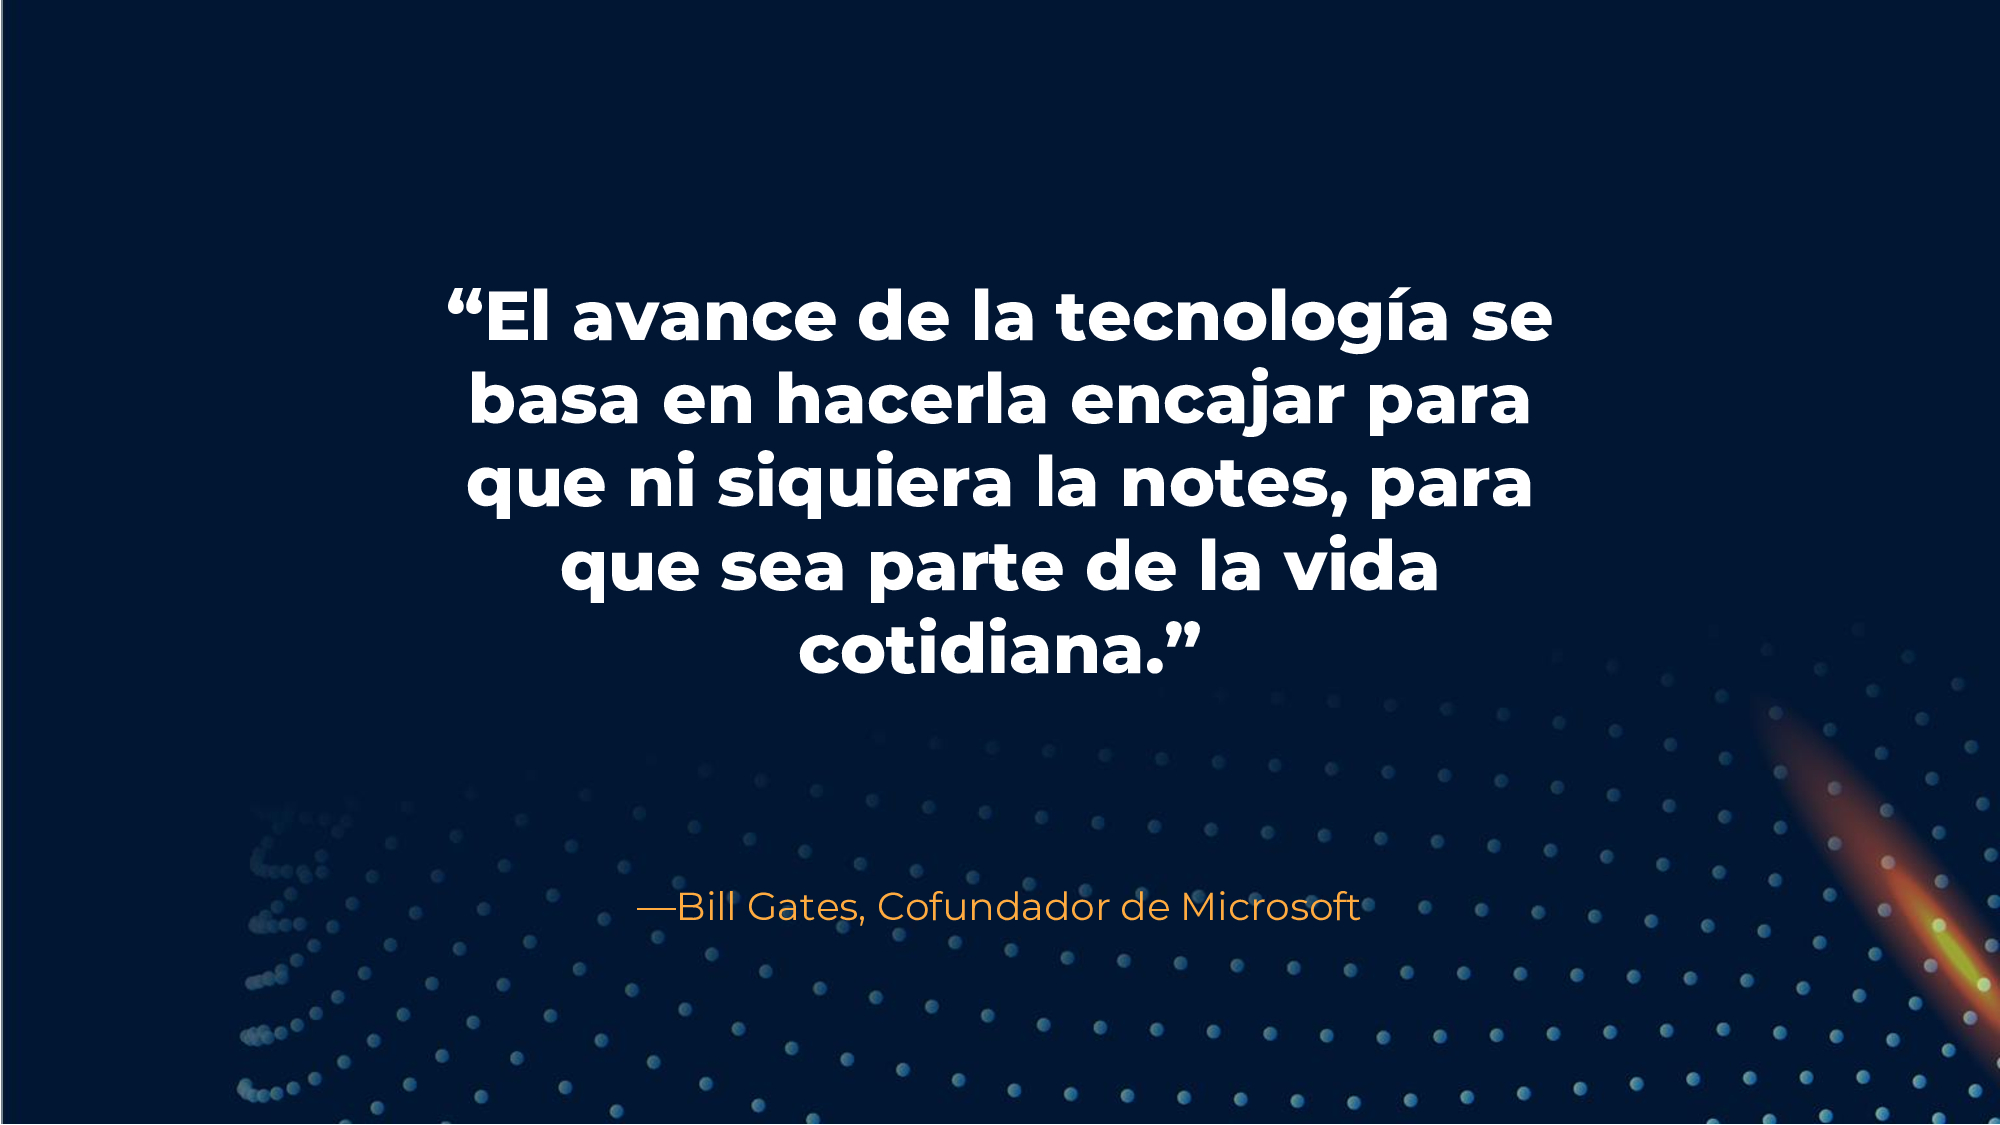 “El avance de la tecnología se
basa en hacerla encajar para
que ni siquiera la notes, para
que sea parte de la vida
cotidiana.”
—Bill Gates, Cofundador de Microsoft